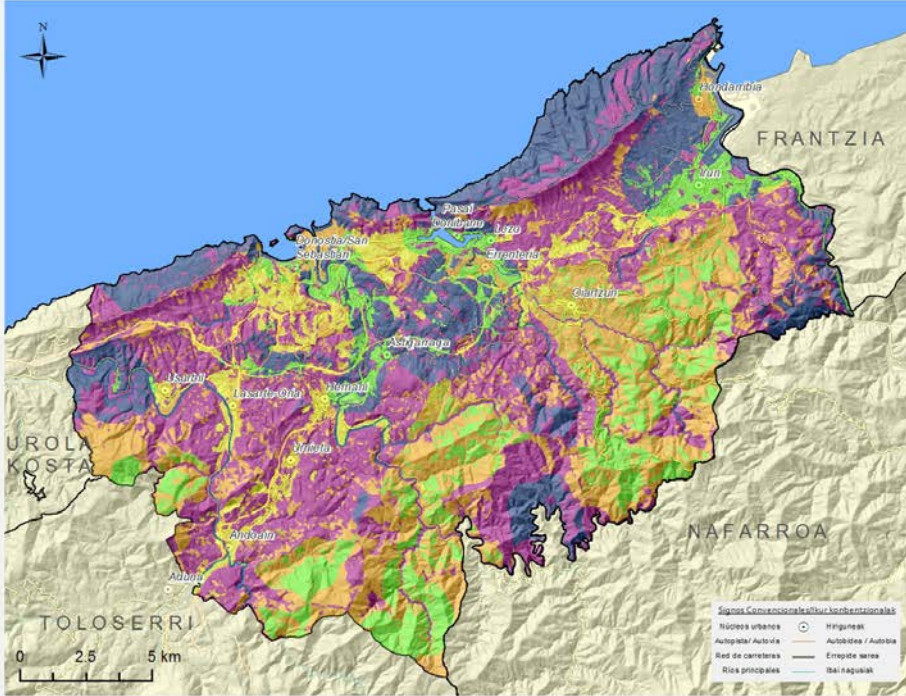 N
Hondarribia
FRANTZIA
Irun
Pasai
Donibane
Lezo
Donostia/San
Sebastián
Errenteria
Oiartzun
Astigarraga
Usurbil
Hernani
Lasarte-Oria
UROLA
KOSTA
Urnieta
NAFARROA
Andoain
Aduna
TOLOSERRI
0 2.5 5 km
Signos Convencionales/Ikur konbentzionalak
Núcleos urbanos Hiriguneak
Autopista/ Autovía Autobidea / Autobia
Red de carreteras Errepide sarea
Ríos principales Ibai nagusiak